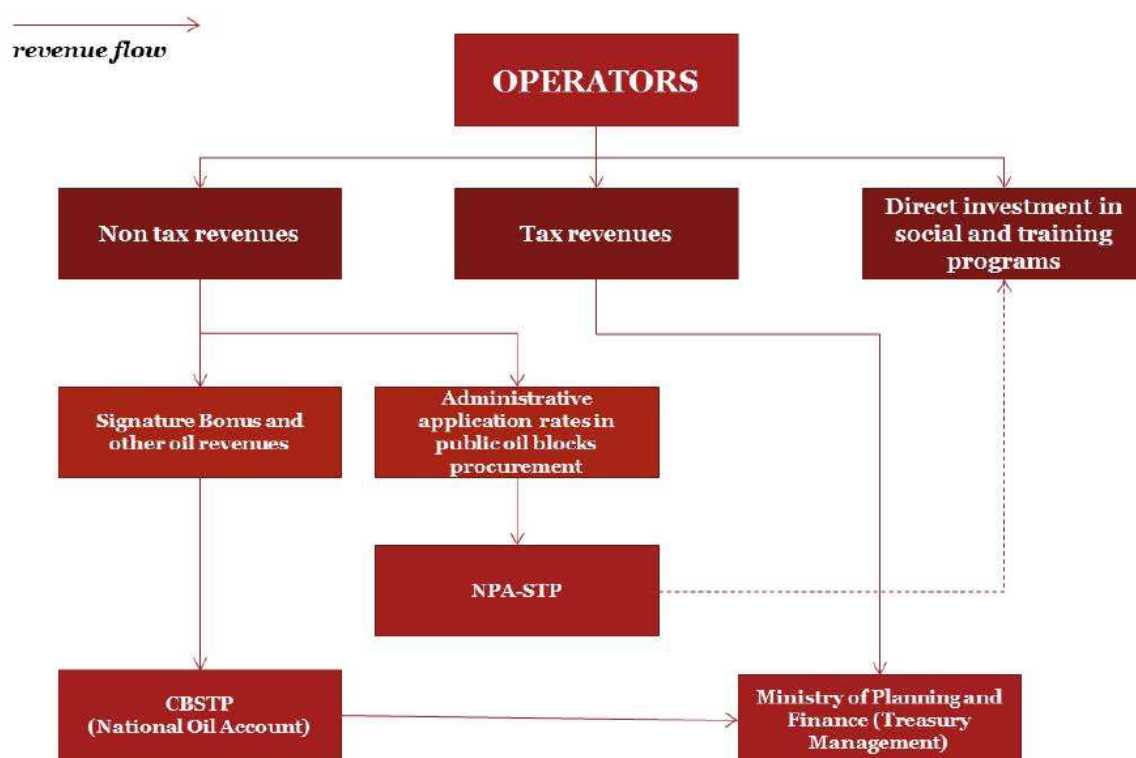 revenue flow
OPERATORS
Non tax revenues
Tax revenues
Direct investment in
social and training
programs
Signature Bonus and
other oil revenues
Administrative
application rates in
public oil blocks
procurement
NPA-STP
CBSTP
(National Oil Account)
Ministry of Planning and
Finance (Treasury
Management)